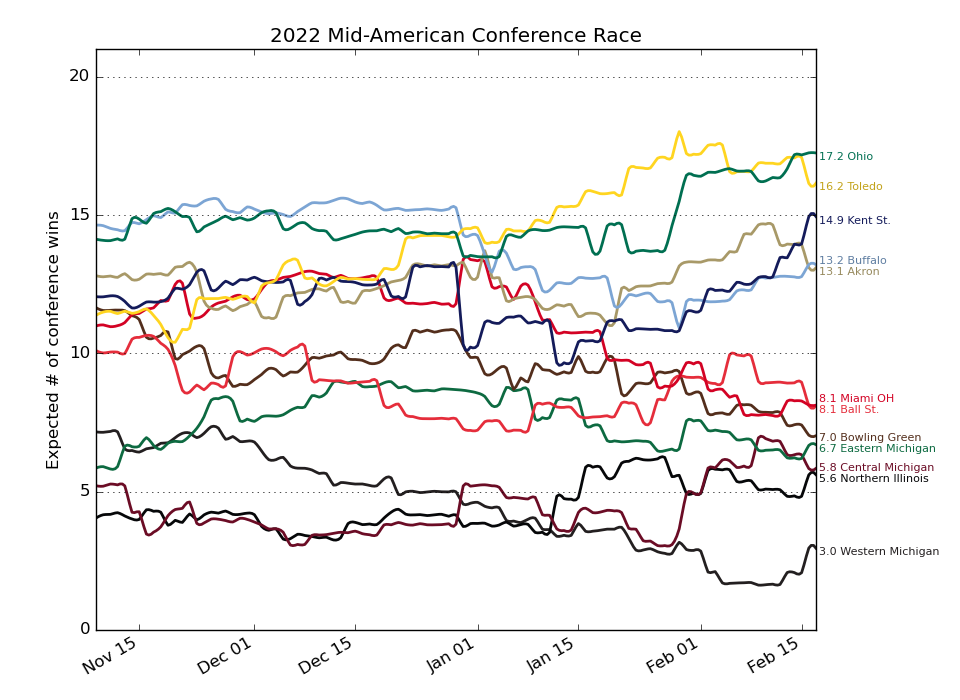 2022 Mid-American Conference Race
Expected # of conference wins
20
15
10
5
0
Nov 15
Dec 01
Dec 15
Jan 01
Jan 15
Feb 01
Feb 15
17.2 Ohio
16.2 Toledo
14.9 Kent St.
13.2 Buffalo
13.1 Akron
8.1 Miami OH
8.1 Ball St.
7.0 Bowling Green
6.7 Eastern Michigan
5.8 Central Michigan
5.6 Northern Illinois
3.0 Western Michigan